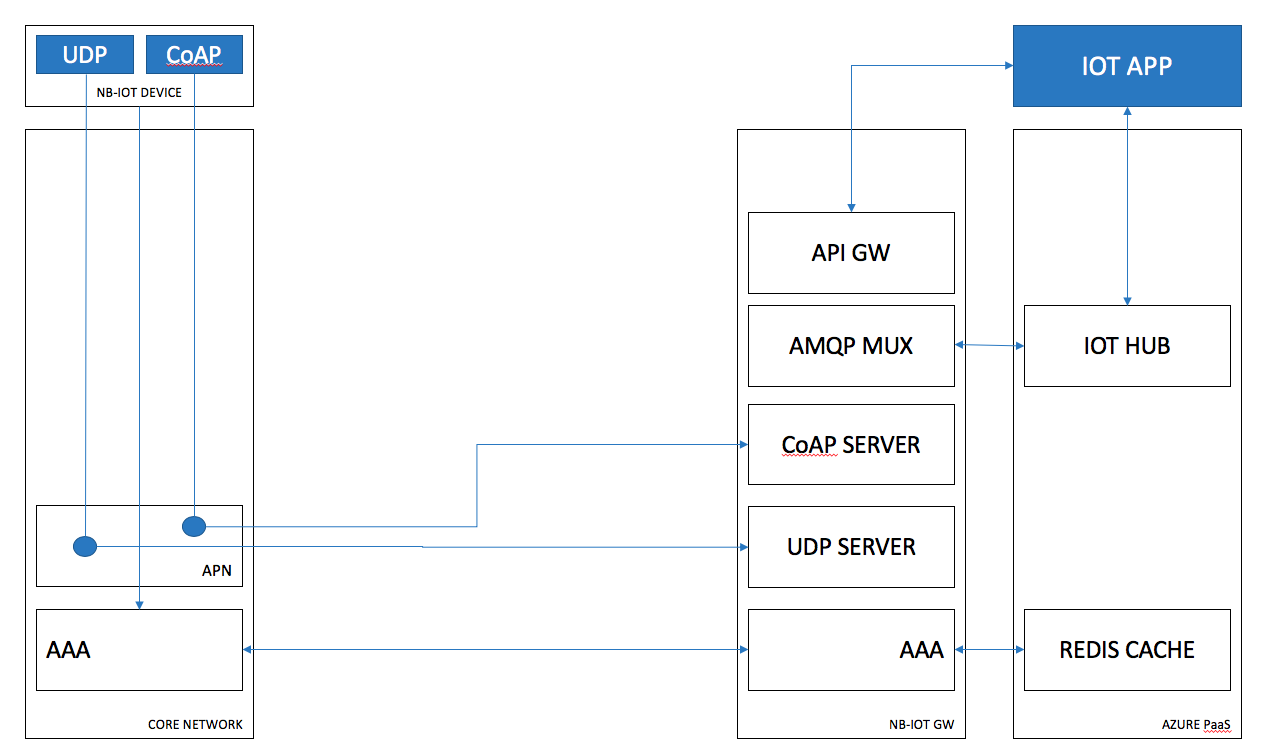 UDP
CoAP
NB-IOT DEVICE
IOT APP
API GW
AMQP MUX
IOT HUB
CoAP SERVER
UDP SERVER
APN
AAA
AAA
REDIS CACHE
CORE NETWORK
NB-IOT GW
AZURE PaaS